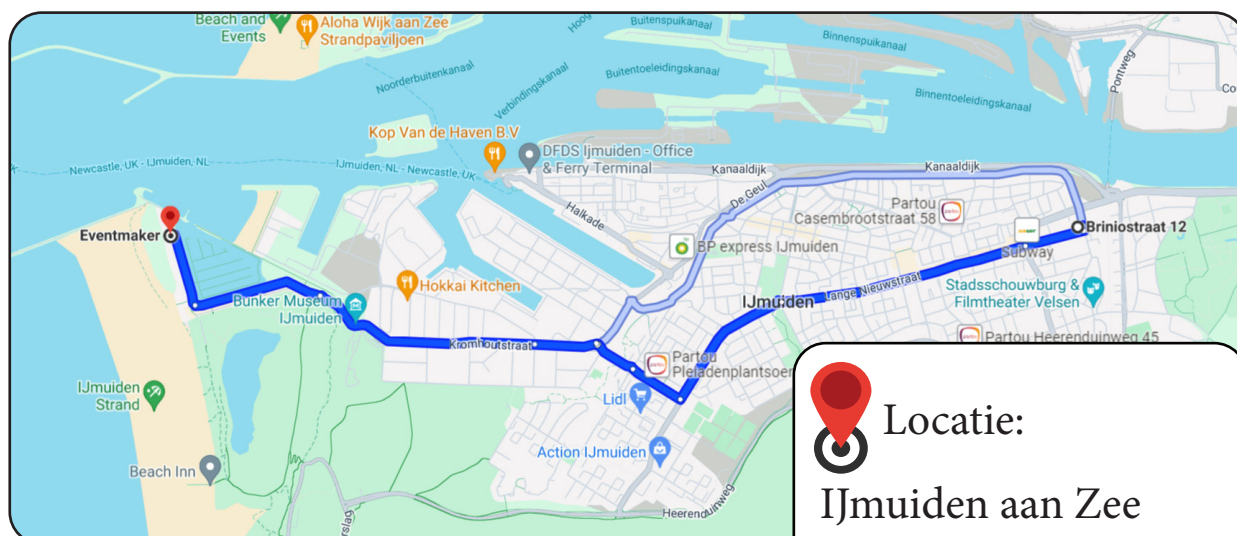 Beach and
Events
Aloha Wijk aan Zee
Strandpaviljoen
Hoog
Buitenspuikanaal
Binnenspuikanaal
Noorderbuitenkanaal
Verbindingskanaal
Buitentoeleidingskanaal
Binnentoeleidingskanaal
Pontweg
Kop Van de Haven B.V
DFDS Ijmuiden - Office
& Ferry Terminal
Newcastle, UK - IJmuiden, NL
IJmuiden, NL - Newcastle, UK
Kanaaldijk
Kanaaldijk
De Geul
Halkade
Partou
Casembrootstraat 58
Eventmaker
BP express IJmuiden
Briniostraat 12
Subway
Hokkai Kitchen
Bunker Museum
IJmuiden
IJmuiden
Lange Nieuwstraat
Stadsschouwburg &
Filmtheater Velsen
Kromhoutstraat
Partou Heerenduinweg 45
Partou
Pleiadenplantsoen
IJmuiden
Strand
Lidl
Action IJmuiden
Beach Inn
Heerenduinweg
erslag
Locatie:
IJmuiden aan Zee